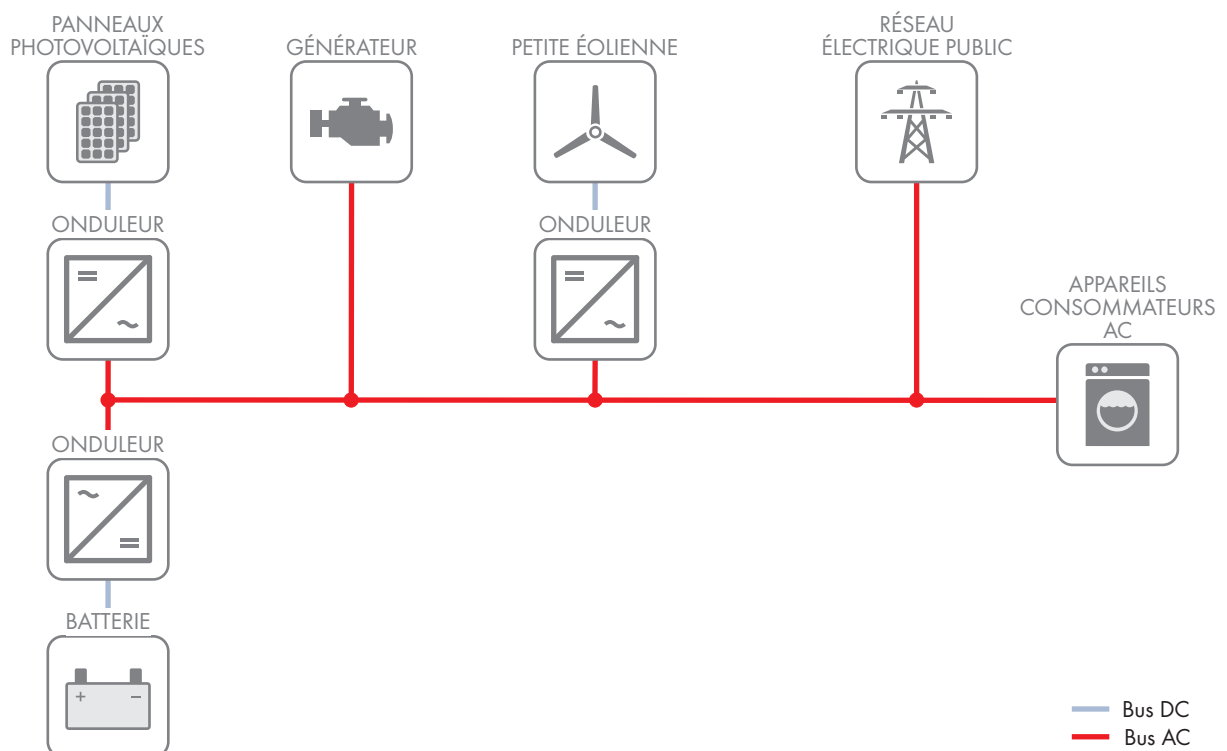 PANNEAUX
PHOTOVOLTAÏQUES
GÉNÉRATEUR
PETITE ÉOLIENNE
RÉSEAU
ÉLECTRIQUE PUBLIC
ONDULEUR
ONDULEUR
APPAREILS
CONSOMMATEURS
AC
ONDULEUR
BATTERIE
+ −
Bus DC
Bus AC